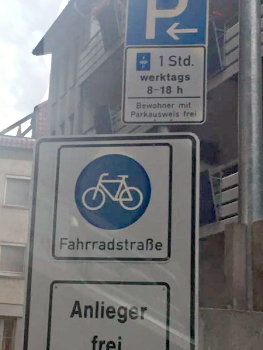 P
1 Std.
werktags
8-18 h
Bewohner mit
Parkausweis frei
Fahrradstraße
Anlieger
frei